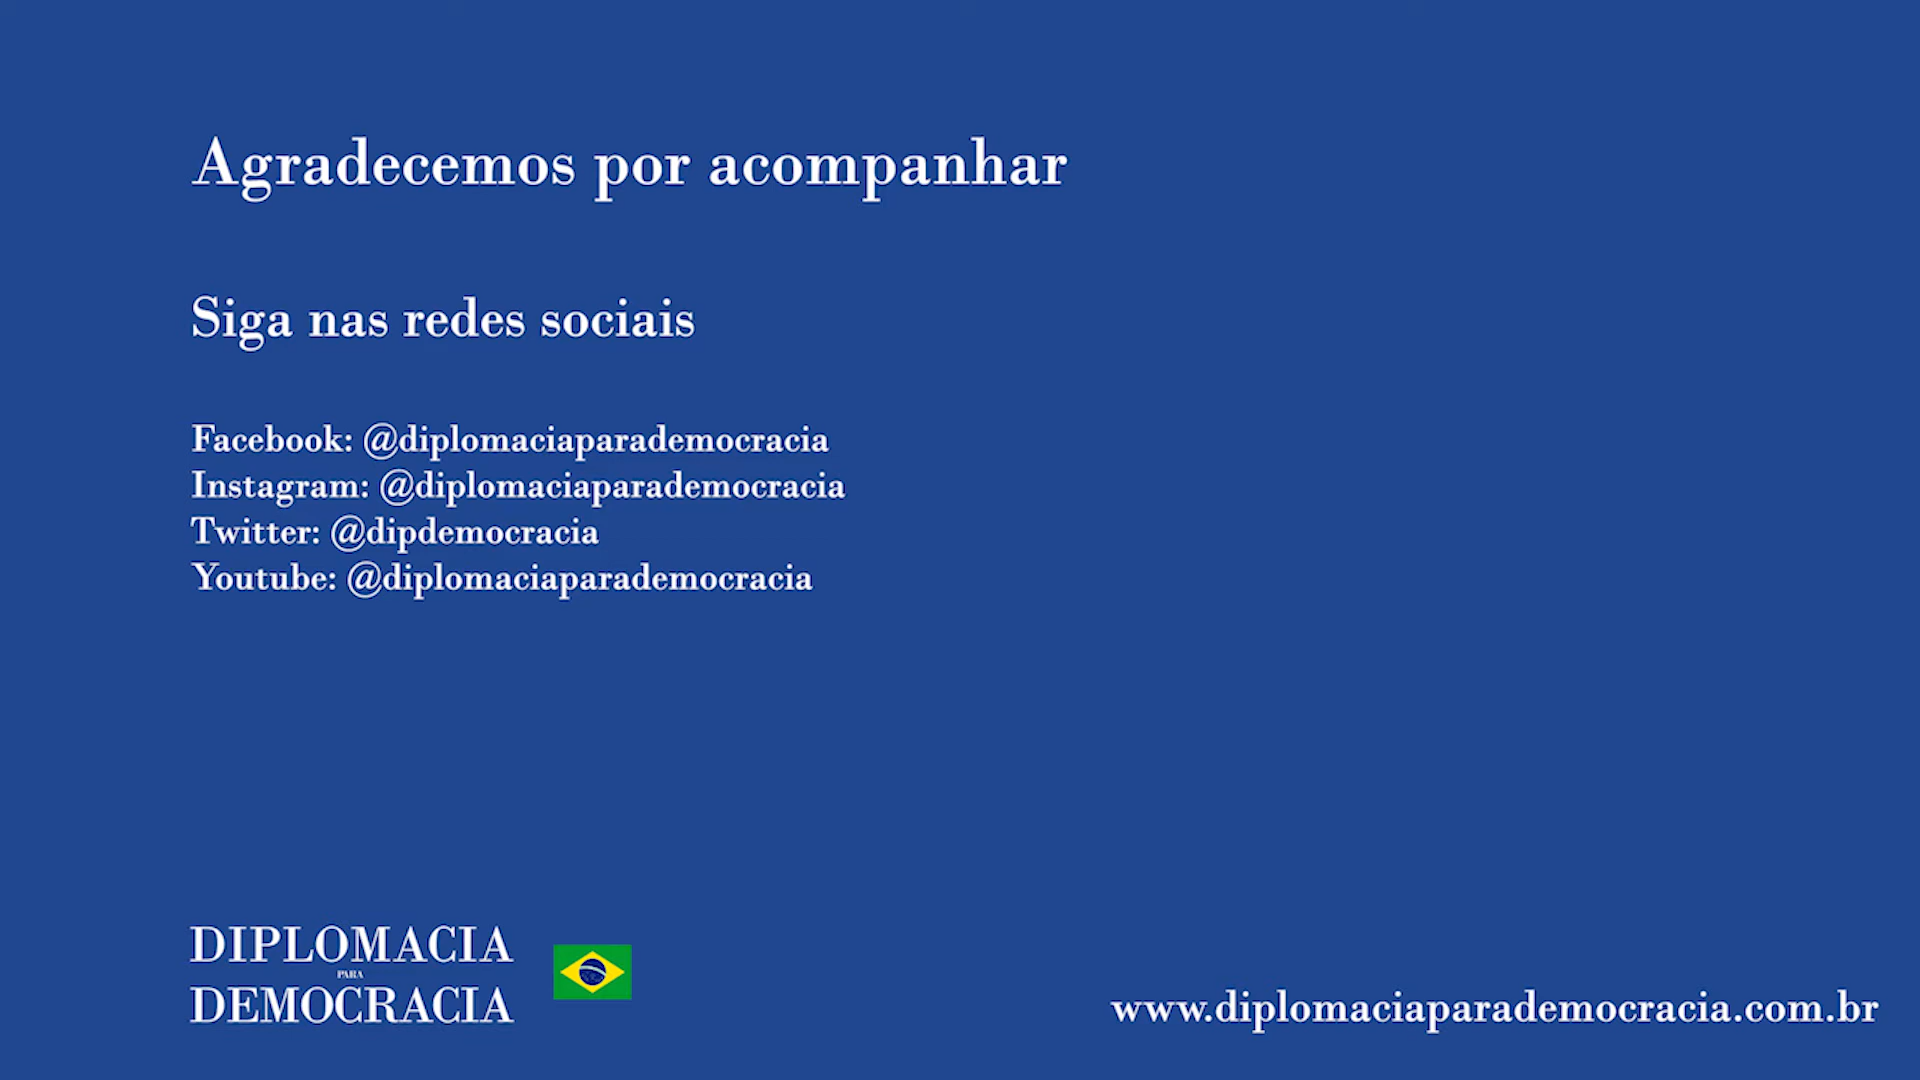 Agradecemos por acompanhar
Siga nas redes sociais
Facebook: @diplomaciaparademocracia
Instagram: @diplomaciaparademocracia
Twitter: @dipdemocracia
Youtube: @diplomaciaparademocracia
DIPLOMACIA
PARA
DEMOCRACIA
www.diplomaciaparademocracia.com.br